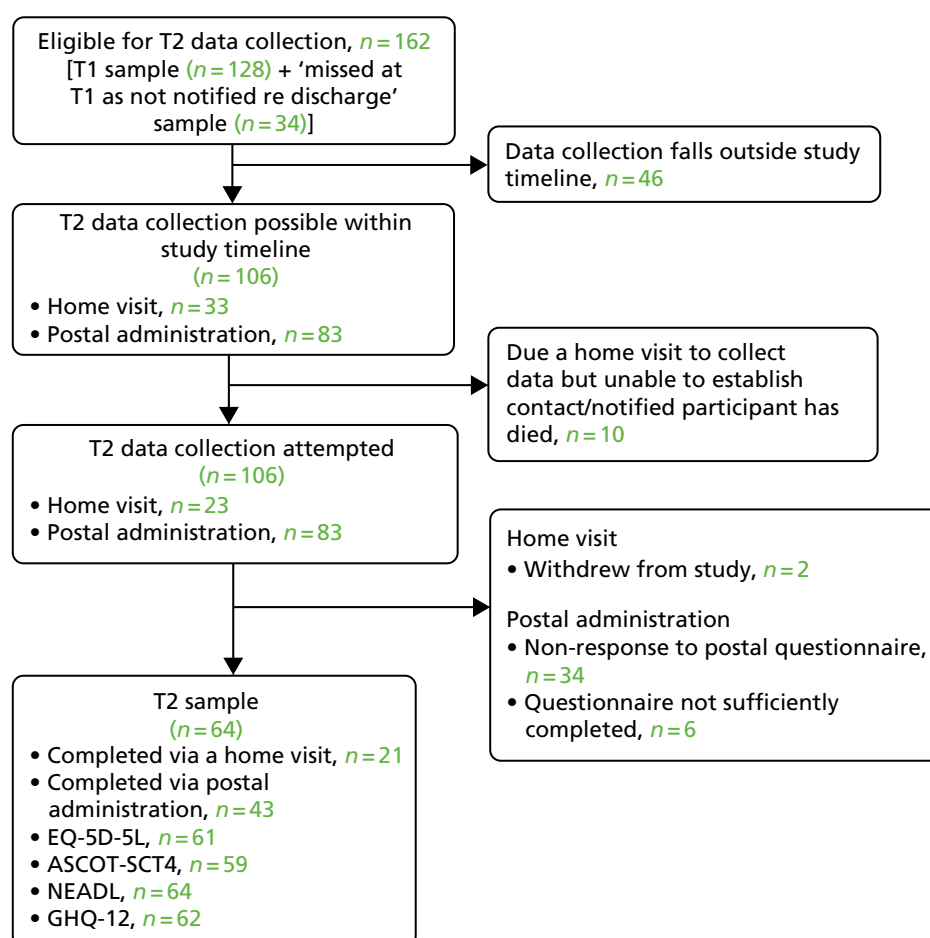 Eligible for T2 data collection, n=162
[T1 sample (n=128) + ‘missed at
T1 as not notified re discharge’
sample (n=34)]
Data collection falls outside study
timeline, n=46
T2 data collection possible within
study timeline
(n=106)
• Home visit, n=33
• Postal administration, n=83
Due a home visit to collect
data but unable to establish
contact/notified participant has
died, n=10
T2 data collection attempted
(n=106)
• Home visit, n=23
• Postal administration, n=83
Home visit
• Withdrew from study, n=2
Postal administration
• Non-response to postal questionnaire,
n=34
• Questionnaire not sufficiently
completed, n=6
T2 sample
(n=64)
• Completed via a home visit, n=21
• Completed via postal
administration, n=43
• EQ-5D-5L, n=61
• ASCOT-SCT4, n=59
• NEADL, n=64
• GHQ-12, n=62